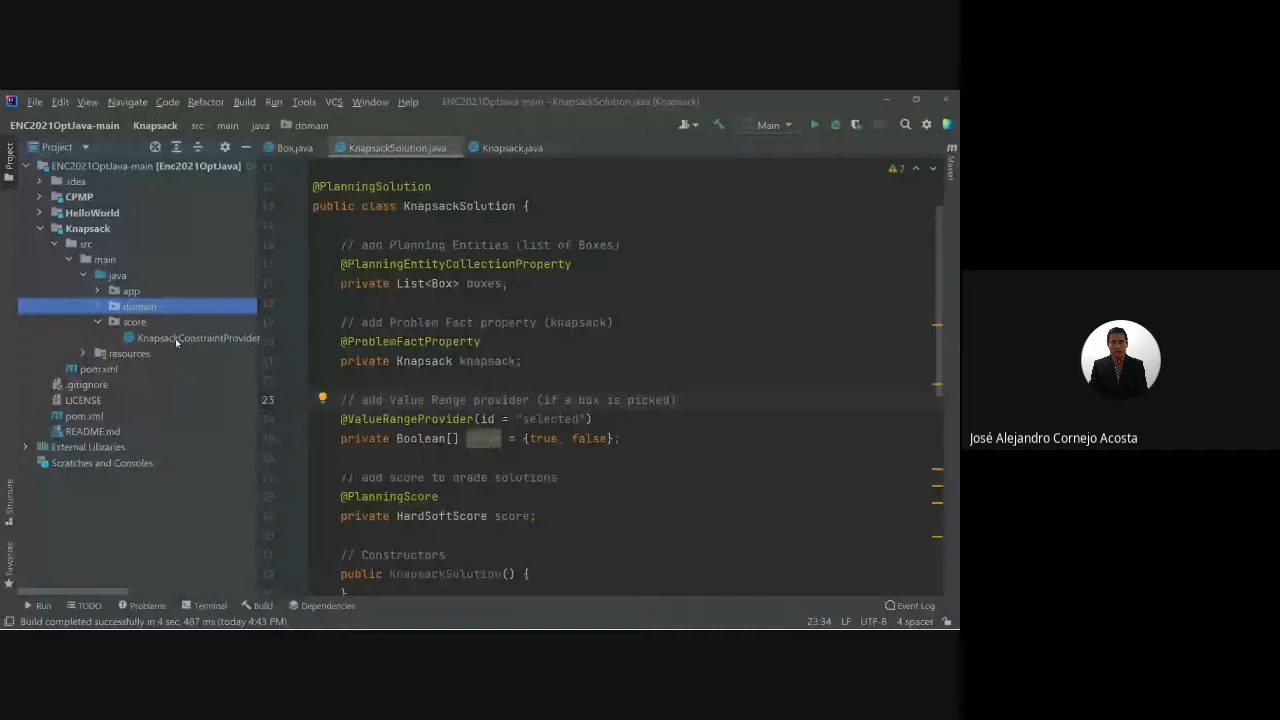 File Edit View Navigate Code Refactor Build Run Tools VCS Window Help ENC2021OptJava-main - KnapsackSolution.java [Knapsack]
ENC2021OptJava-main Knapsack src main java domain Main
Project Box.java KnapsackSolution.java Knapsack.java
Project
Maven
ENC2021OptJava-main [Enc2021OptJava]
.idea
CPMP
HelloWorld
Knapsack
src
main
java
app
domain
score
KnapsackConstraintProvider
resources
pom.xml
.gitignore
LICENSE
pom.xml
README.md
External Libraries
Scratches and Consoles
Structure
Favorites
7
@PlanningSolution
public class KnapsackSolution {
// add Planning Entities (list of Boxes)
@PlanningEntityCollectionProperty
private List<Box> boxes;
// add Problem Fact property (knapsack)
@ProblemFactProperty
private Knapsack knapsack;
23 // add Value Range provider (if a box is picked)
@ValueRangeProvider(id = "selected")
private Boolean[] = {true, false};
// add score to grade solutions
@PlanningScore
private HardSoftScore score;
// Constructors
public KnapsackSolution() {
}
Run TODO Problems Terminal Build Dependencies Event Log
Build completed successfully in 4 sec, 487 ms (today 4:43 PM) 23:34 LF UTF-8 4 spaces
José Alejandro Cornejo Acosta